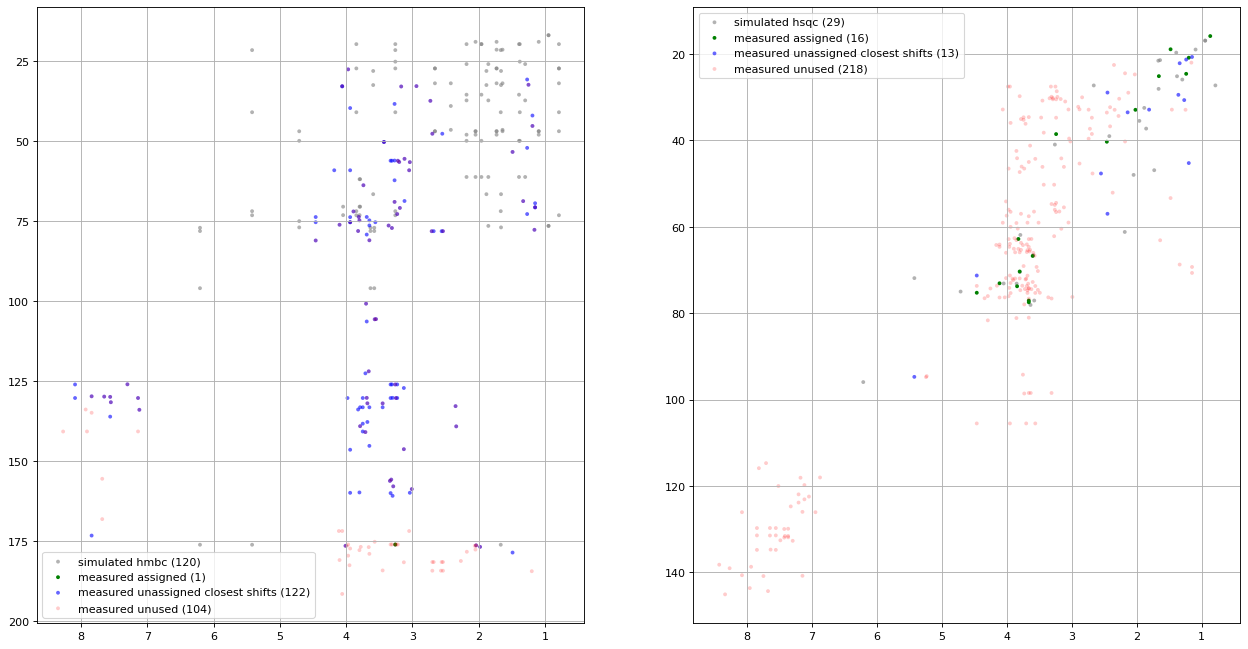 25
50
75
100
125
150
175
200
8 7 6 5 4 3 2 1
simulated hmbc (120)
measured assigned (1)
measured unassigned closest shifts (122)
measured unused (104)
20
40
60
80
100
120
140
8 7 6 5 4 3 2 1
simulated hsqc (29)
measured assigned (16)
measured unassigned closest shifts (13)
measured unused (218)